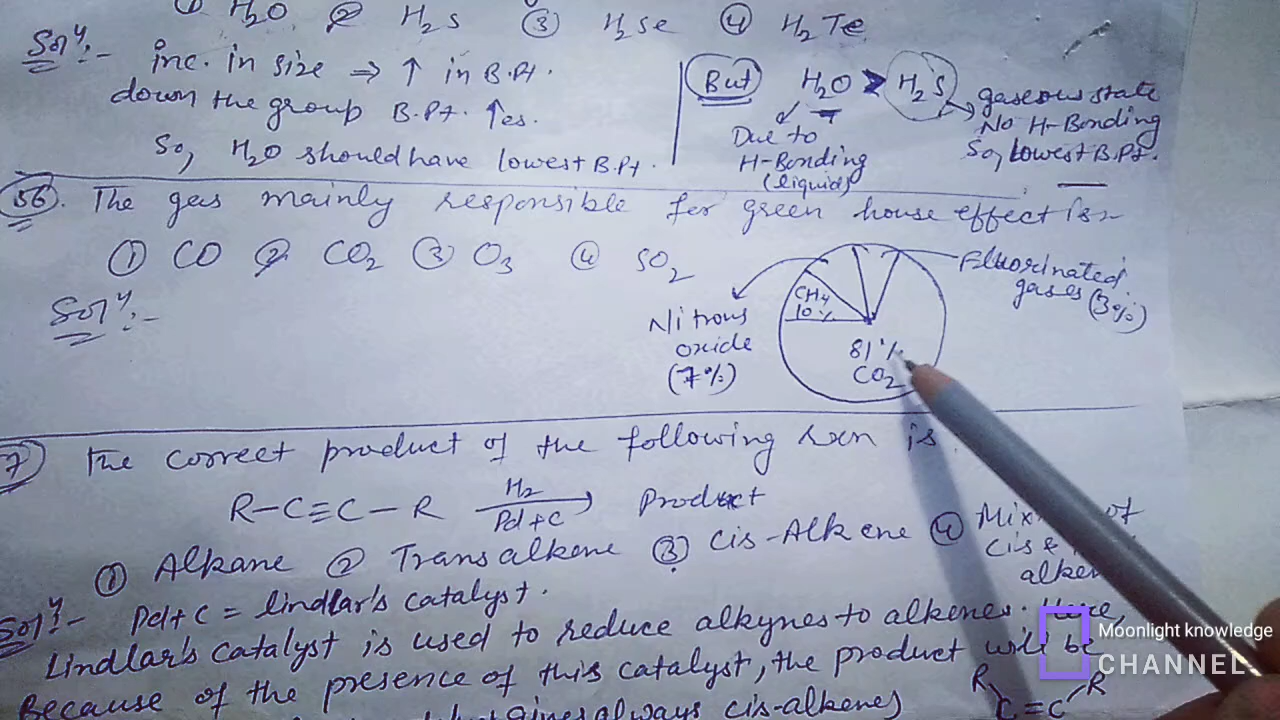 ① H₂O ② H₂S ③ H₂Se ④ H₂Te
Solⁿ:-
inc. in size ⇒ ↑ in B.Pt.
down the group B.Pt. ↑es.
So, H₂O should have lowest B.Pt.
But H₂O > H₂S
Due to
H-Bonding
(liquid)
gaseous state
No H-Bonding
So, lowest B.Pt.
56. The gas mainly responsible for green house effect is:-
① CO ② CO₂ ③ O₃ ④ SO₂
Solⁿ:-
Nitrous
oxide
(7%)
CH4
10%
81%
CO₂
Fluorinated
gases (3%)
7) The correct product of the following rxn is
R-C≡C-R H₂ Pd+C → Product
① Alkane ② Trans alkene ③ cis-Alkene ④
of
cis &
Solⁿ:- Pd+C = lindlar's catalyst.
Lindlar's catalyst is used to reduce alkynes to alkenes. Here,
Because of the presence of this catalyst, the product will be
always cis-alkenes)
R R
C=C
Moonlight knowledge
CHANNEL